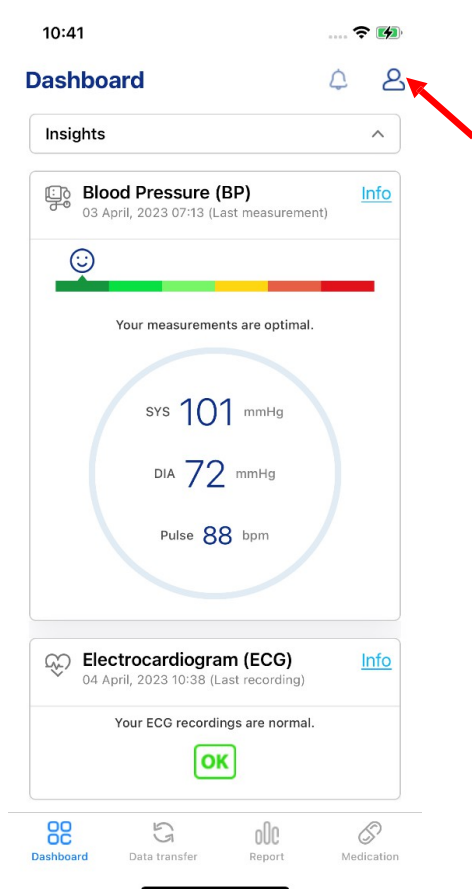 10:41
Dashboard
Insights
Blood Pressure (BP) Info
03 April, 2023 07:13 (Last measurement)
Your measurements are optimal.
SYS 101 mmHg
DIA 72 mmHg
Pulse 88 bpm
Electrocardiogram (ECG) Info
04 April, 2023 10:38 (Last recording)
Your ECG recordings are normal.
OK
Dashboard Data transfer Report Medication